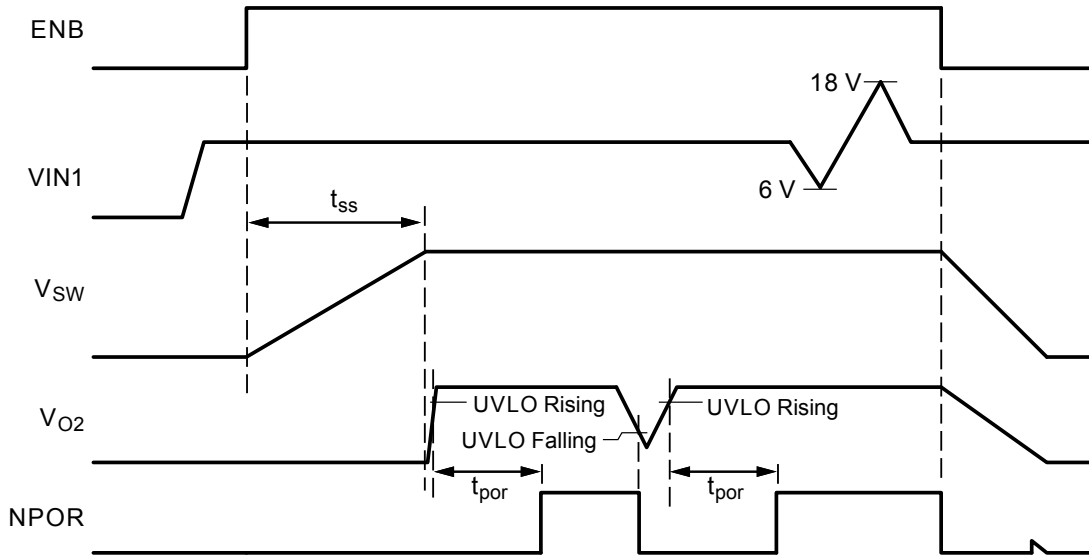 ENB
18 V
VIN1
6 V
tss
VSW
VO2
UVLO Rising
UVLO Rising
UVLO Falling
tpor
tpor
NPOR